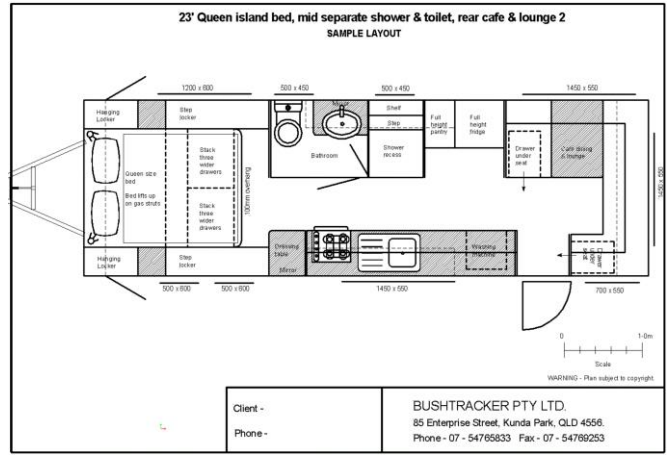 23' Queen island bed, mid separate shower & toilet, rear cafe & lounge 2
SAMPLE LAYOUT
1200 x 600
500 x 450
500 x 450
1450 x 550
Hanging
Locker
Step
locker
Mirror
Shelf
Step
Full
height
pantry
Full
height
fridge
Bathroom
Shower
recess
Drawer
under
seat
Cafe dining
& lounge
Queen size
bed
Bed lifts up
on gas struts
Stack
three
wider
drawers
Stack
three
wider
drawers
100mm overhang
1450 x 550
Hanging
Locker
Step
locker
Dressing
table
Mirror
Washing
machine
Drawer
under
seat
500 x 600
500 x 600
1450 x 550
700 x 550
0
1.0m
Scale
WARNING - Plan subject to copyright.
Client -
Phone -
BUSHTRACKER PTY LTD.
85 Enterprise Street, Kunda Park, QLD 4556.
Phone - 07 - 54765833 Fax - 07 - 54769253